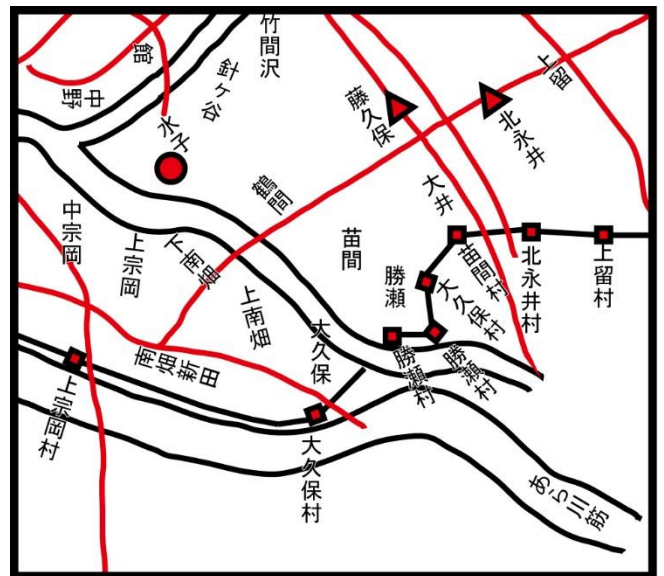 竹間沢
館
針ヶ谷
中野
水子
藤久保
上留
北永井
鶴間
大井
中宗岡
上宗岡
下南畑
苗間
勝瀬
苗間村
北永井村
上留村
大久保村
上南畑
大久保
勝瀬村
勝瀬村
南畑新田
上宗岡村
大久保村
あら川筋